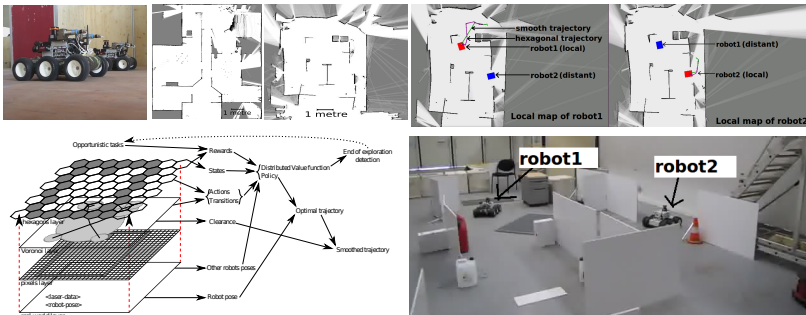 1 metre
1 metre
smooth trajectory
hexagonal trajectory
robot1 (local)
robot2 (distant)
Local map of robot1
robot1 (distant)
robot2 (local)
Local map of robot2
Opportunistic tasks
Rewards
States
Actions
Transitions
Clearance
Other robots poses
Robot pose
Distributed Value function
Policy
End of exploration
detection
Optimal trajectory
Smoothed trajectory
hexagons layer
Voronoi layer
pixels layer
<laser-data>
<robot-pose>
robot1
robot2